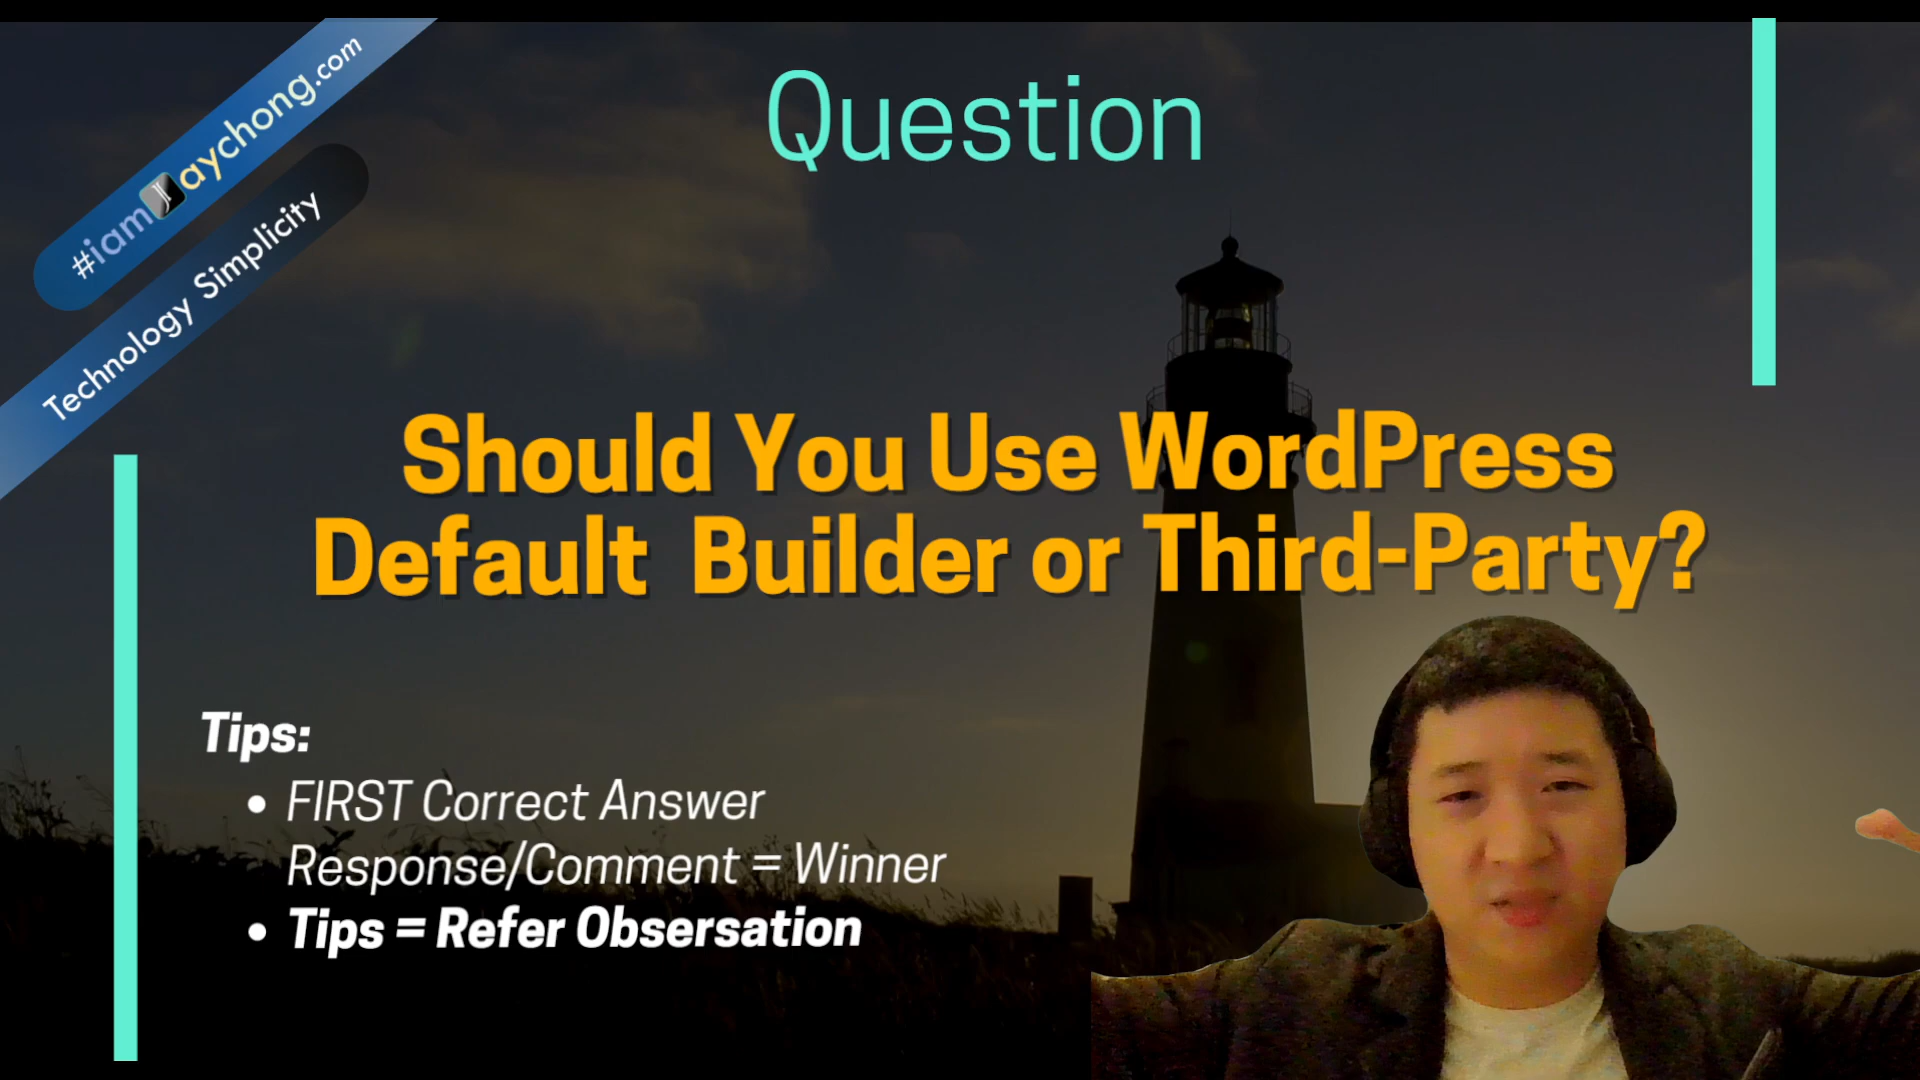 #iamJaychong.com
Technology Simplicity
Question
Should You Use WordPress
Default Builder or Third-Party?
Tips:
• FIRST Correct Answer
Response/Comment = Winner
• Tips = Refer Obsersation